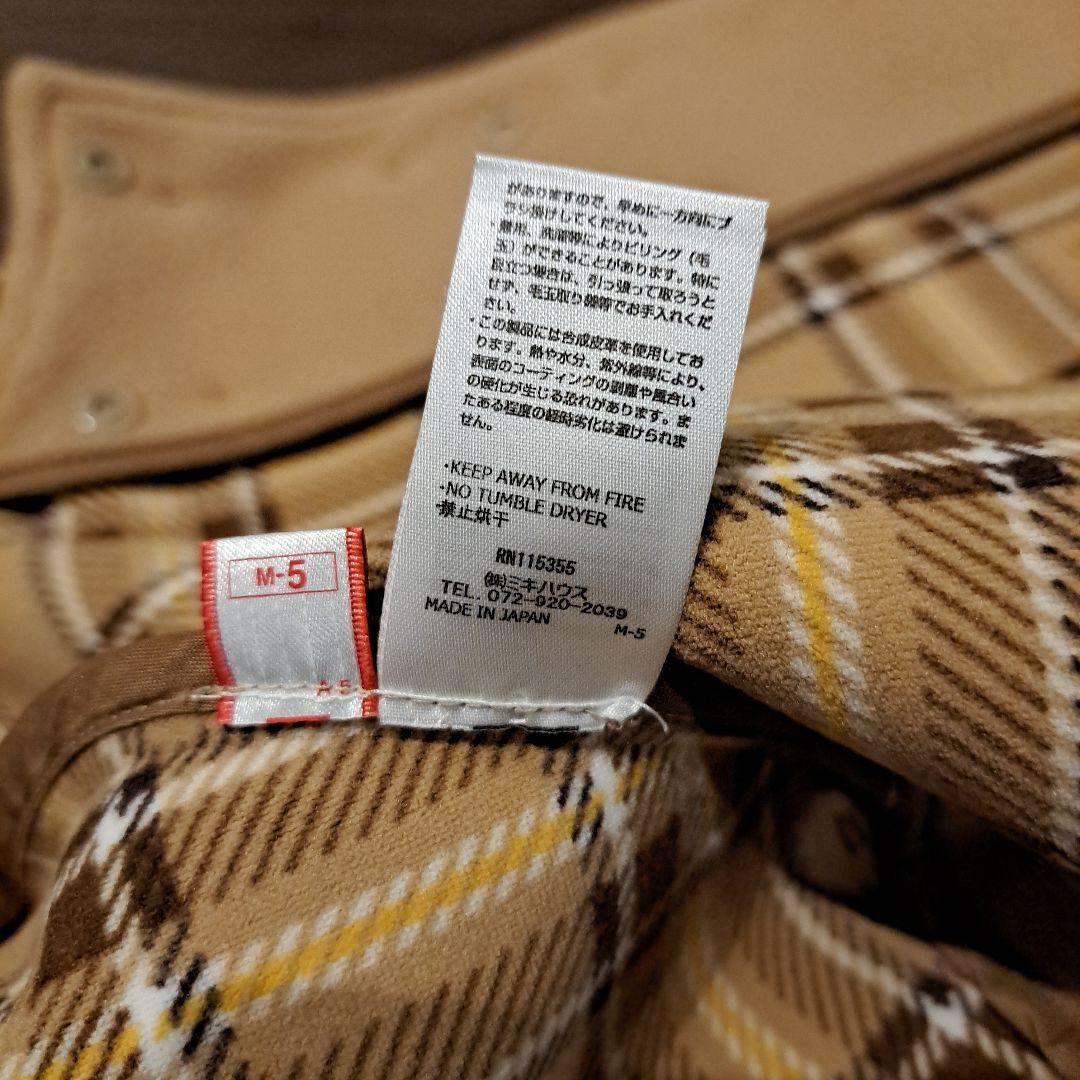 がありますので、早めに一方向にブ
ラシ掛けしてください。
・着用、洗濯等によりピリング（毛
玉）ができることがあります。特に
目立つ場合は、引っ張って取ろうと
せず、毛玉取り線等でお手入れくだ
さい。
・この製品には合成皮革を使用してお
ります。熱や水分、紫外線等により、
表面のコーティングの剥離や風合い
の硬化が生じる恐れがあります。ま
たある程度の経時劣化は避けられま
せん。
・KEEP AWAY FROM FIRE
・NO TUMBLE DRYER
禁止烘干
RN115355
㈱ミキハウス
TEL. 072-920-2039
MADE IN JAPAN
M-5
M-5
A-5